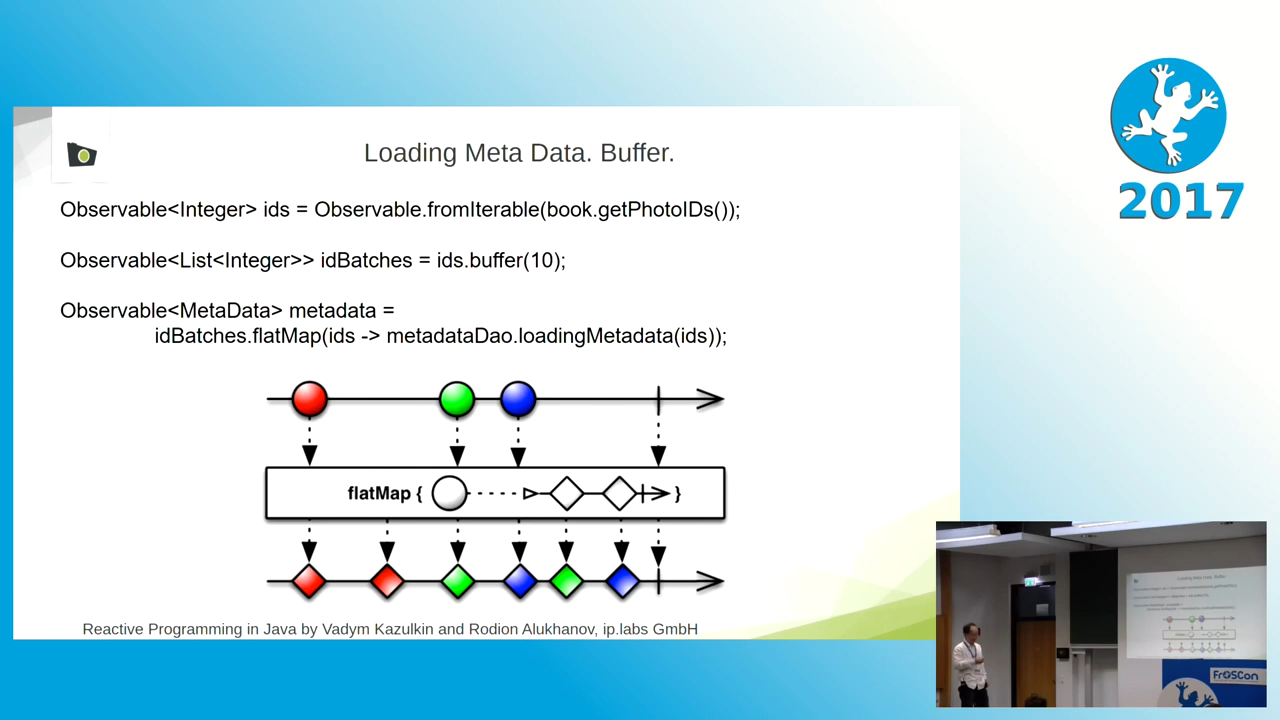 Loading Meta Data. Buffer.
Observable<Integer> ids = Observable.fromIterable(book.getPhotoIDs());
Observable<List<Integer>> idBatches = ids.buffer(10);
Observable<MetaData> metadata =
idBatches.flatMap(ids -> metadataDao.loadingMetadata(ids));
flatMap { }
Reactive Programming in Java by Vadym Kazulkin and Rodion Alukhanov, ip.labs GmbH
2017
FrOSCon